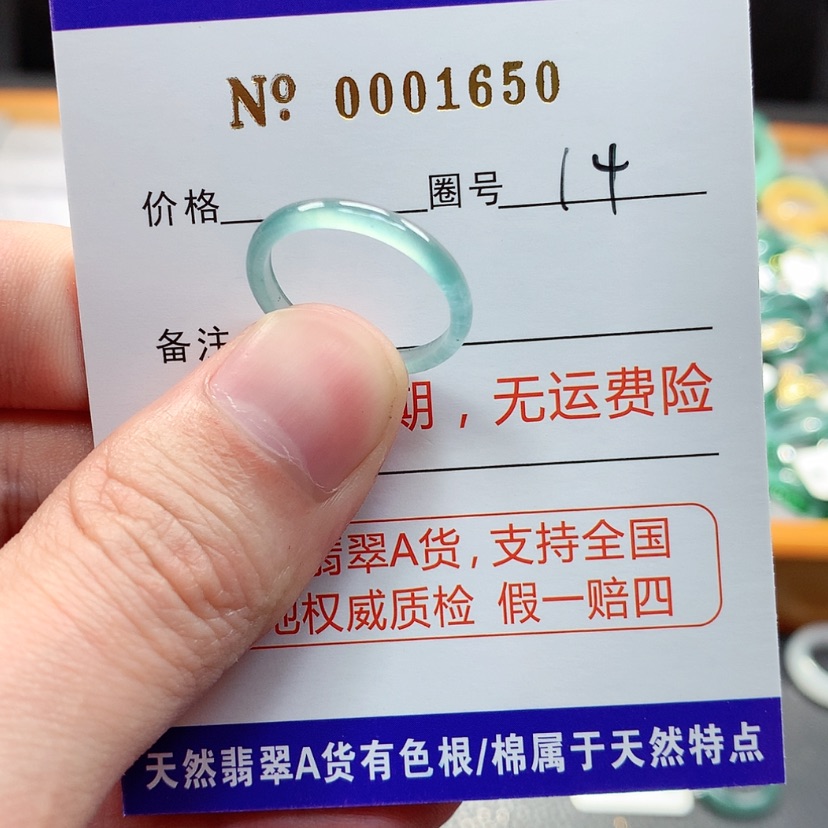 № 0001650
价格 圈号 14
备注
期，无运费险
翡翠A货，支持全国
权威质检 假一赔四
天然翡翠A货有色根/棉属于天然特点